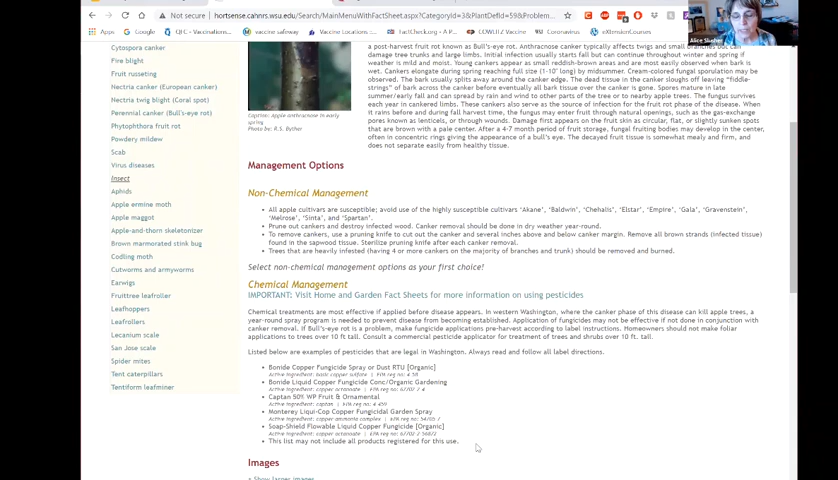 Not secure | hortsense.cahnrs.wsu.edu/Search/MainMenuWithFactSheet.aspx?CategoryId=3&PlantDefId=59&Problem...
Apps Google QFC - Vaccination... vaccine safeway Vaccine Locations:... FactCheck.org - A P... COWLITZ Vaccine Coronavirus eXtensionCourses
Alice Slusher
Cytospora canker
Fire blight
Fruit russeting
Nectria canker (European canker)
Nectria twig blight (Coral spot)
Perennial canker (Bull's-eye rot)
Phytophthora fruit rot
Powdery mildew
Scab
Virus diseases
Insect
Aphids
Apple ermine moth
Apple maggot
Apple-and-thorn skeletonizer
Brown marmorated stink bug
Codling moth
Cutworms and armyworms
Earwigs
Fruittree leafroller
Leafhoppers
Leafrollers
Lecanium scale
San Jose scale
Spider mites
Tent caterpillars
Tentiform leafminer
Caption: Apple anthracnose in early
spring
Photo by: R.S. Byther
a post-harvest fruit rot known as Bull's-eye rot. Anthracnose canker typically affects twigs and small branches but can
damage tree trunks and large limbs. Initial infection usually starts fall but can continue throughout winter and spring if
weather is mild and moist. Young cankers appear as small reddish-brown areas and are most easily observed when bark is
wet. Cankers elongate during spring reaching full size (1-10" long) by midsummer. Cream-colored fungal sporulation may be
observed. The bark usually splits away around the canker edge. The dead tissue in the canker sloughs off leaving "fiddle-
strings" of bark across the canker before eventually all bark tissue over the canker is gone. Spores mature in late
summer/early fall and can spread by rain and wind to other parts of the tree or to nearby apple trees. The fungus survives
each year in cankered limbs. These cankers also serve as the source of infection for the fruit rot phase of the disease. When
it rains before and during fall harvest time, the fungus may enter fruit through natural openings, such as the gas-exchange
pores known as lenticels, or through wounds. Damage first appears on the fruit skin as circular, flat, or slightly sunken spots
that are brown with a pale center. After a 4-7 month period of fruit storage, fungal fruiting bodies may develop in the center,
often in concentric rings giving the appearance of a bull's eye. The decayed fruit tissue is somewhat mealy and firm, and
does not separate easily from healthy tissue.
Management Options
Non-Chemical Management
All apple cultivars are susceptible; avoid use of the highly susceptible cultivars 'Akane', 'Baldwin', 'Chehalis', 'Elstar', 'Empire', 'Gala', 'Gravenstein',
'Melrose', 'Sinta', and 'Spartan'.
Prune out cankers and destroy infected wood. Canker removal should be done in dry weather year-round.
To remove cankers, use a pruning knife to cut out the canker and several inches above and below canker margin. Remove all brown strands (infected tissue)
found in the sapwood tissue. Sterilize pruning knife after each canker removal.
Trees that are heavily infested (having 4 or more cankers on the majority of branches and trunk) should be removed and burned.
Select non-chemical management options as your first choice!
Chemical Management
IMPORTANT: Visit Home and Garden Fact Sheets for more information on using pesticides
Chemical treatments are most effective if applied before disease appears. In western Washington, where the canker phase of this disease can kill apple trees, a
year-round spray program is needed to prevent disease from becoming established. Application of fungicides may not be effective if not done in conjunction with
canker removal. If Bull's-eye rot is a problem, make fungicide applications pre-harvest according to label instructions. Homeowners should not make foliar
applications to trees over 10 ft tall. Consult a commercial pesticide applicator for treatment of trees and shrubs over 10 ft. tall.
Listed below are examples of pesticides that are legal in Washington. Always read and follow all label directions.
Bonide Copper Fungicide Spray or Dust RTU [Organic]
Active ingredient: basic copper sulfate | EPA reg no: 4-58
Bonide Liquid Copper Fungicide Conc/Organic Gardening
Active ingredient: copper octanoate | EPA reg no: 67702-2-4
Captan 50% WP Fruit & Ornamental
Active ingredient: captan | EPA reg no: 4-459
Monterey Liqui-Cop Copper Fungicidal Garden Spray
Active ingredient: copper ammonia complex | EPA reg no: 54705-7
Soap-Shield Flowable Liquid Copper Fungicide [Organic]
Active ingredient: copper octanoate | EPA reg no: 67702-2-56872
This list may not include all products registered for this use.
Images
+ Show larger images